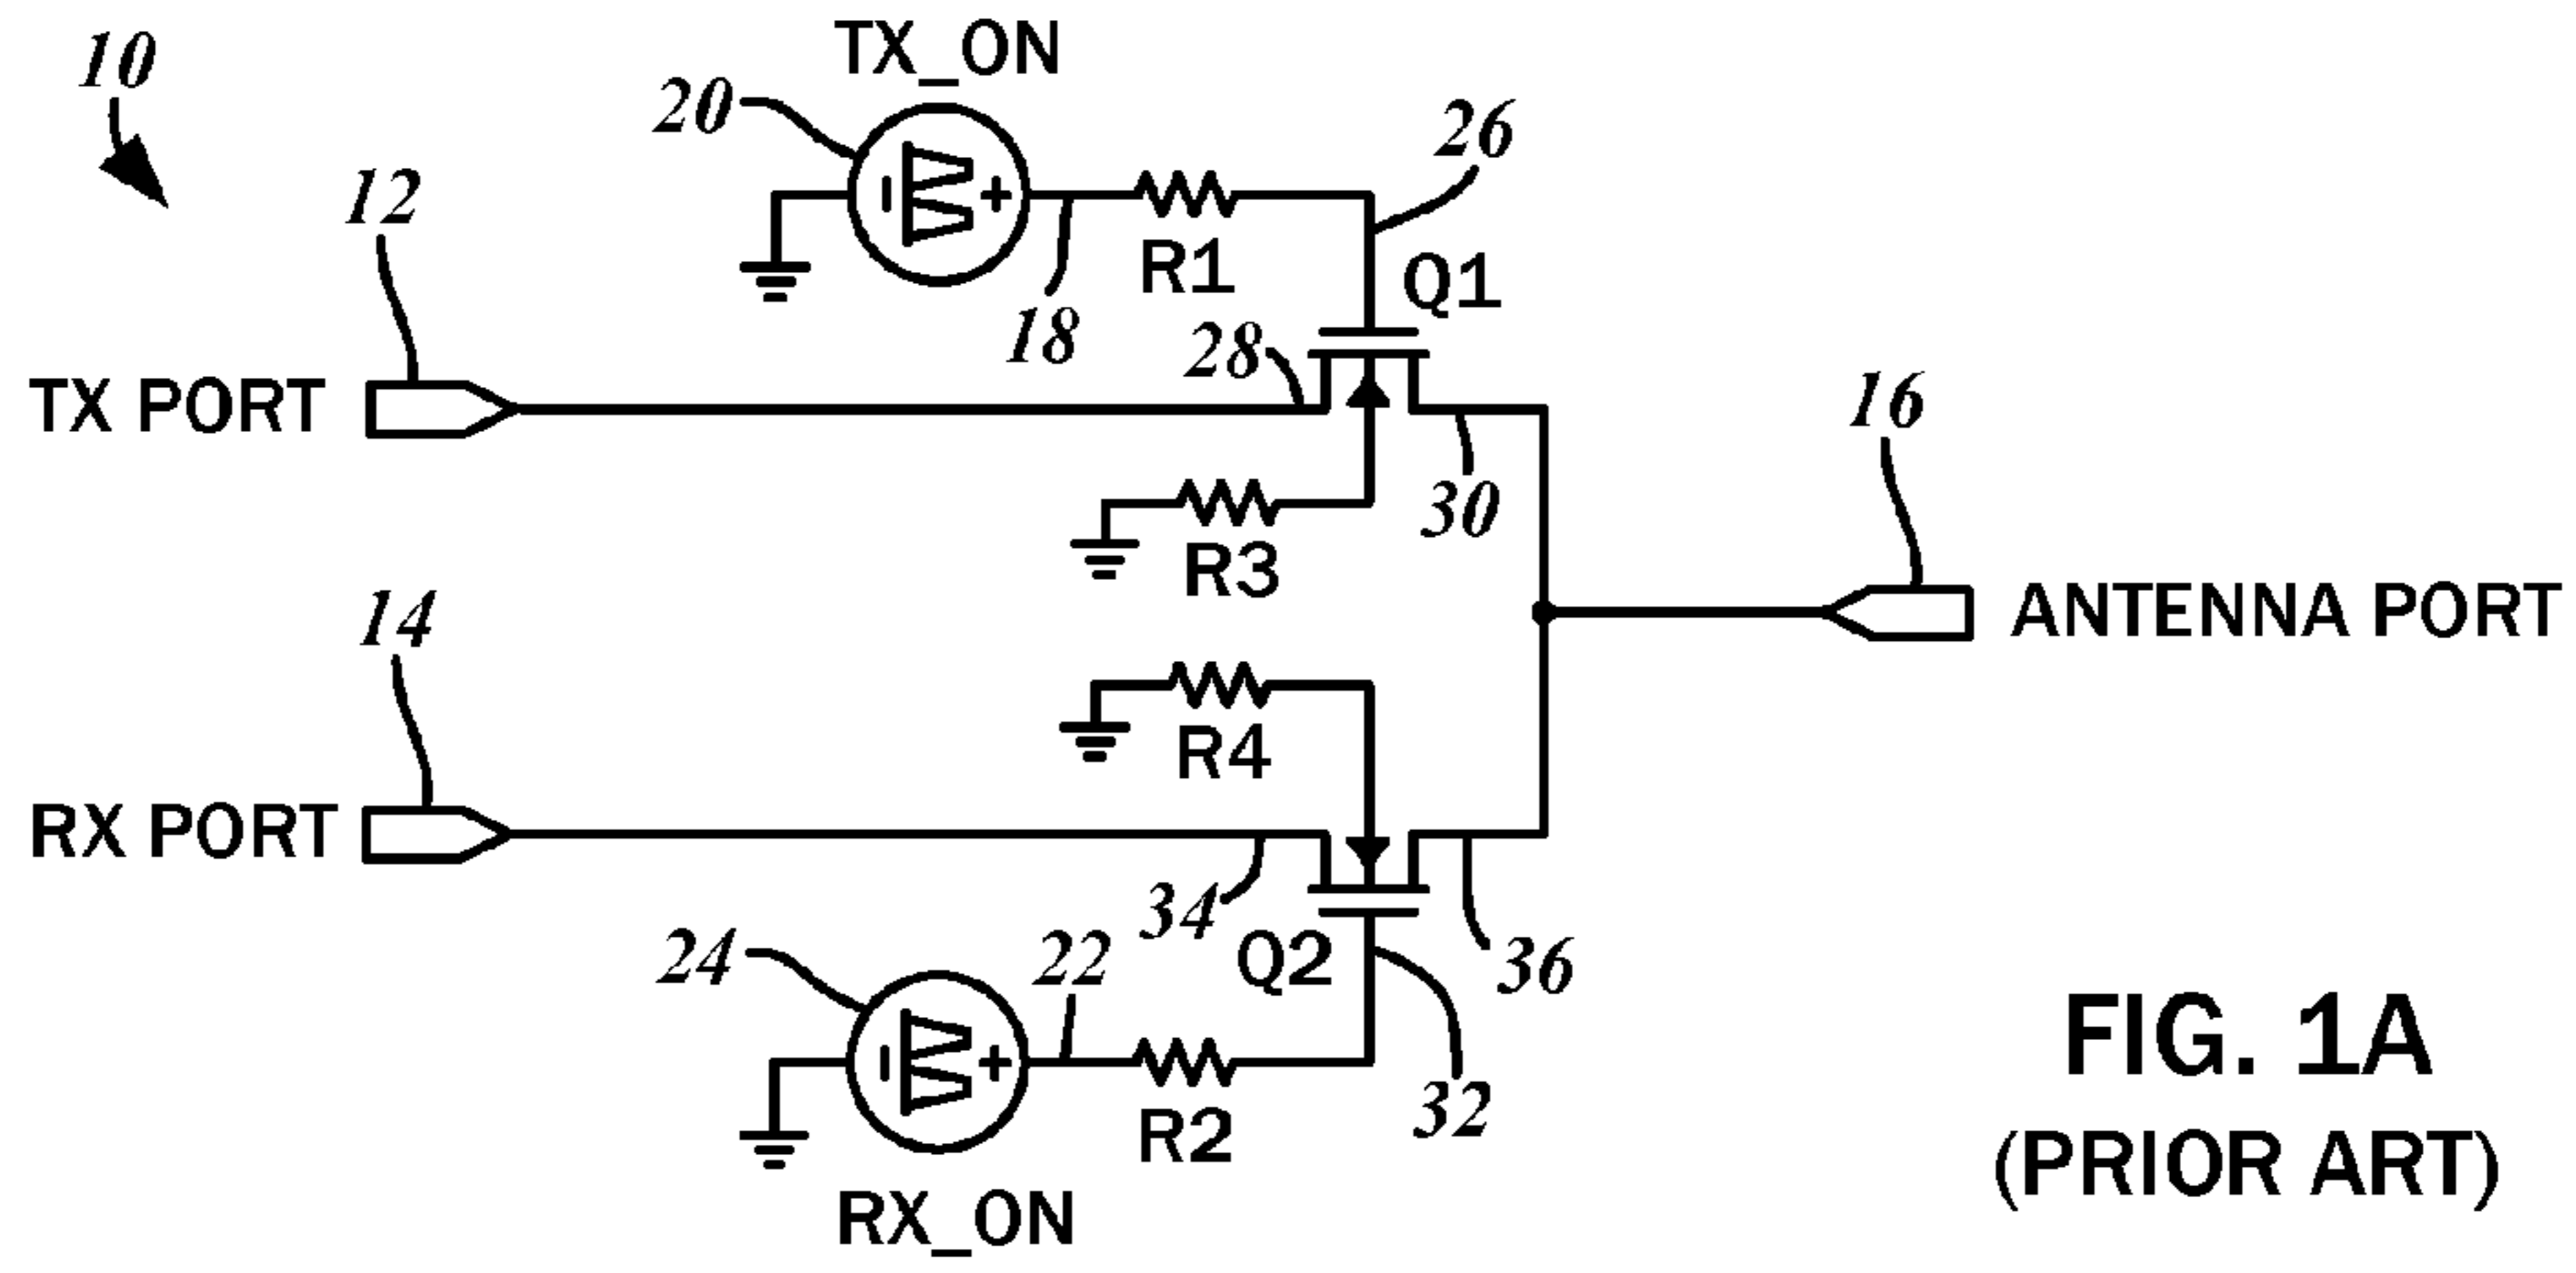 10
TX_ON
20
26
12
18
R1
Q1
28
TX PORT
16
30
R3
ANTENNA PORT
14
R4
RX PORT
34
Q2
36
24
22
32
R2
RX_ON
FIG. 1A
(PRIOR ART)